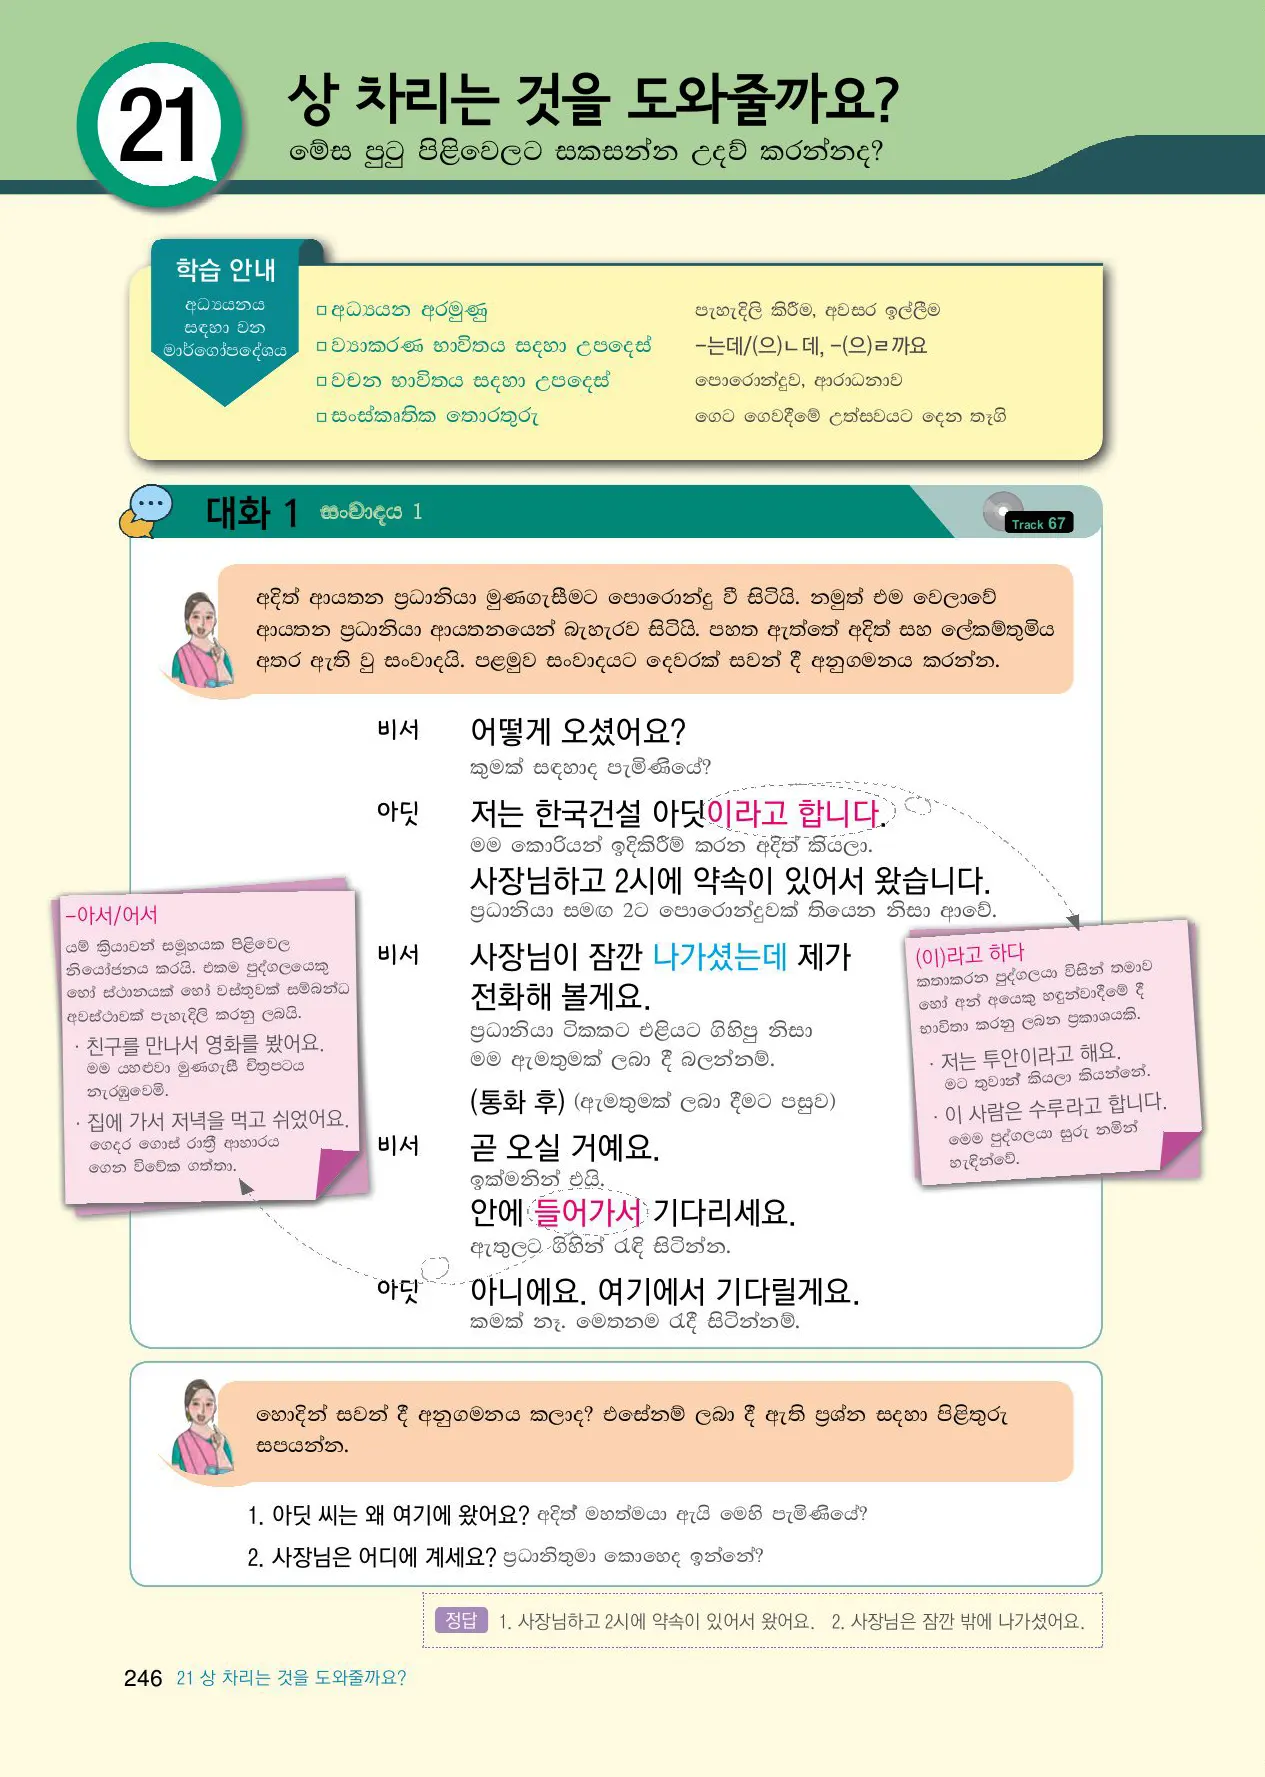 21
상 차리는 것을 도와줄까요?
මේස පුටු පිළිවෙලට සකසන්න උදව් කරන්නද?
학습 안내
අධ්‍යයනය
සඳහා වන
මාර්ගෝපදේශය
□ අධ්‍යයන අරමුණු
පැහැදිලි කිරීම, අවසර ඉල්ලීම
□ ව්‍යාකරණ භාවිතය සදහා උපදෙස්
-는데/(으)ㄴ데, -(으)ㄹ까요
□ වචන භාවිතය සදහා උපදෙස්
පොරොන්දුව, ආරාධනාව
□ සංස්කෘතික තොරතුරු
ගෙට ගෙවදීමේ උත්සවයට දෙන තෑගි
대화 1 සංවාදය 1
Track 67
අදිත් ආයතන ප්‍රධානියා මුණගැසීමට පොරොන්දු වී සිටියි. නමුත් එම වෙලාවේ
ආයතන ප්‍රධානියා ආයතනයෙන් බැහැරව සිටියි. පහත ඇත්තේ අදිත් සහ ලේකම්තුමිය
අතර ඇති වු සංවාදයි. පළමුව සංවාදයට දෙවරක් සවන් දී අනුගමනය කරන්න.
비서 어떻게 오셨어요?
කුමක් සඳහාද පැමිණියේ?
아딧 저는 한국건설 아딧이라고 합니다.
මම කොරියන් ඉදිකිරීම් කරන අදිත් කියලා.
사장님하고 2시에 약속이 있어서 왔습니다.
ප්‍රධානියා සමඟ 2ට පොරොන්දුවක් තියෙන නිසා ආවේ.
비서 사장님이 잠깐 나가셨는데 제가
전화해 볼게요.
ප්‍රධානියා ටිකකට එළියට ගිහිපු නිසා
මම ඇමතුමක් ලබා දී බලන්නම්.
(통화 후) (ඇමතුමක් ලබා දීමට පසුව)
비서 곧 오실 거예요.
ඉක්මනින් එයි.
안에 들어가서 기다리세요.
ඇතුලට ගිහින් රැඳි සිටින්න.
아딧 아니에요. 여기에서 기다릴게요.
කමක් නෑ. මෙතනම රැදී සිටින්නම්.
-아서/어서
යම් ක්‍රියාවන් සමූහයක පිළිවෙල
නියෝජනය කරයි. එකම පුද්ගලයෙකු
හෝ ස්ථානයක් හෝ වස්තුවක් සම්බන්ධ
අවස්ථාවක් පැහැදිලි කරනු ලබයි.
· 친구를 만나서 영화를 봤어요.
මම යහළුවා මුණගැසී චිත්‍රපටය
නැරඹුවෙමි.
· 집에 가서 저녁을 먹고 쉬었어요.
ගෙදර ගොස් රාත්‍රී ආහාරය
ගෙන විවේක ගත්තා.
(이)라고 하다
කතාකරන පුද්ගලයා විසින් තමාව
හෝ අන් අයෙකු හඳුන්වාදීමේ දී
භාවිතා කරනු ලබන ප්‍රකාශයකි.
· 저는 투안이라고 해요.
මට තුවාන් කියලා කියන්නේ.
· 이 사람은 수루라고 합니다.
මෙම පුද්ගලයා සුරු නමින්
හැඳින්වේ.
හොදින් සවන් දී අනුගමනය කලාද? එසේනම් ලබා දී ඇති ප්‍රශ්න සදහා පිළිතුරු
සපයන්න.
1. 아딧 씨는 왜 여기에 왔어요? අදිත් මහත්මයා ඇයි මෙහි පැමිණියේ?
2. 사장님은 어디에 계세요? ප්‍රධානිතුමා කොහෙද ඉන්නේ?
정답 1. 사장님하고 2시에 약속이 있어서 왔어요. 2. 사장님은 잠깐 밖에 나가셨어요.
246 21 상 차리는 것을 도와줄까요?